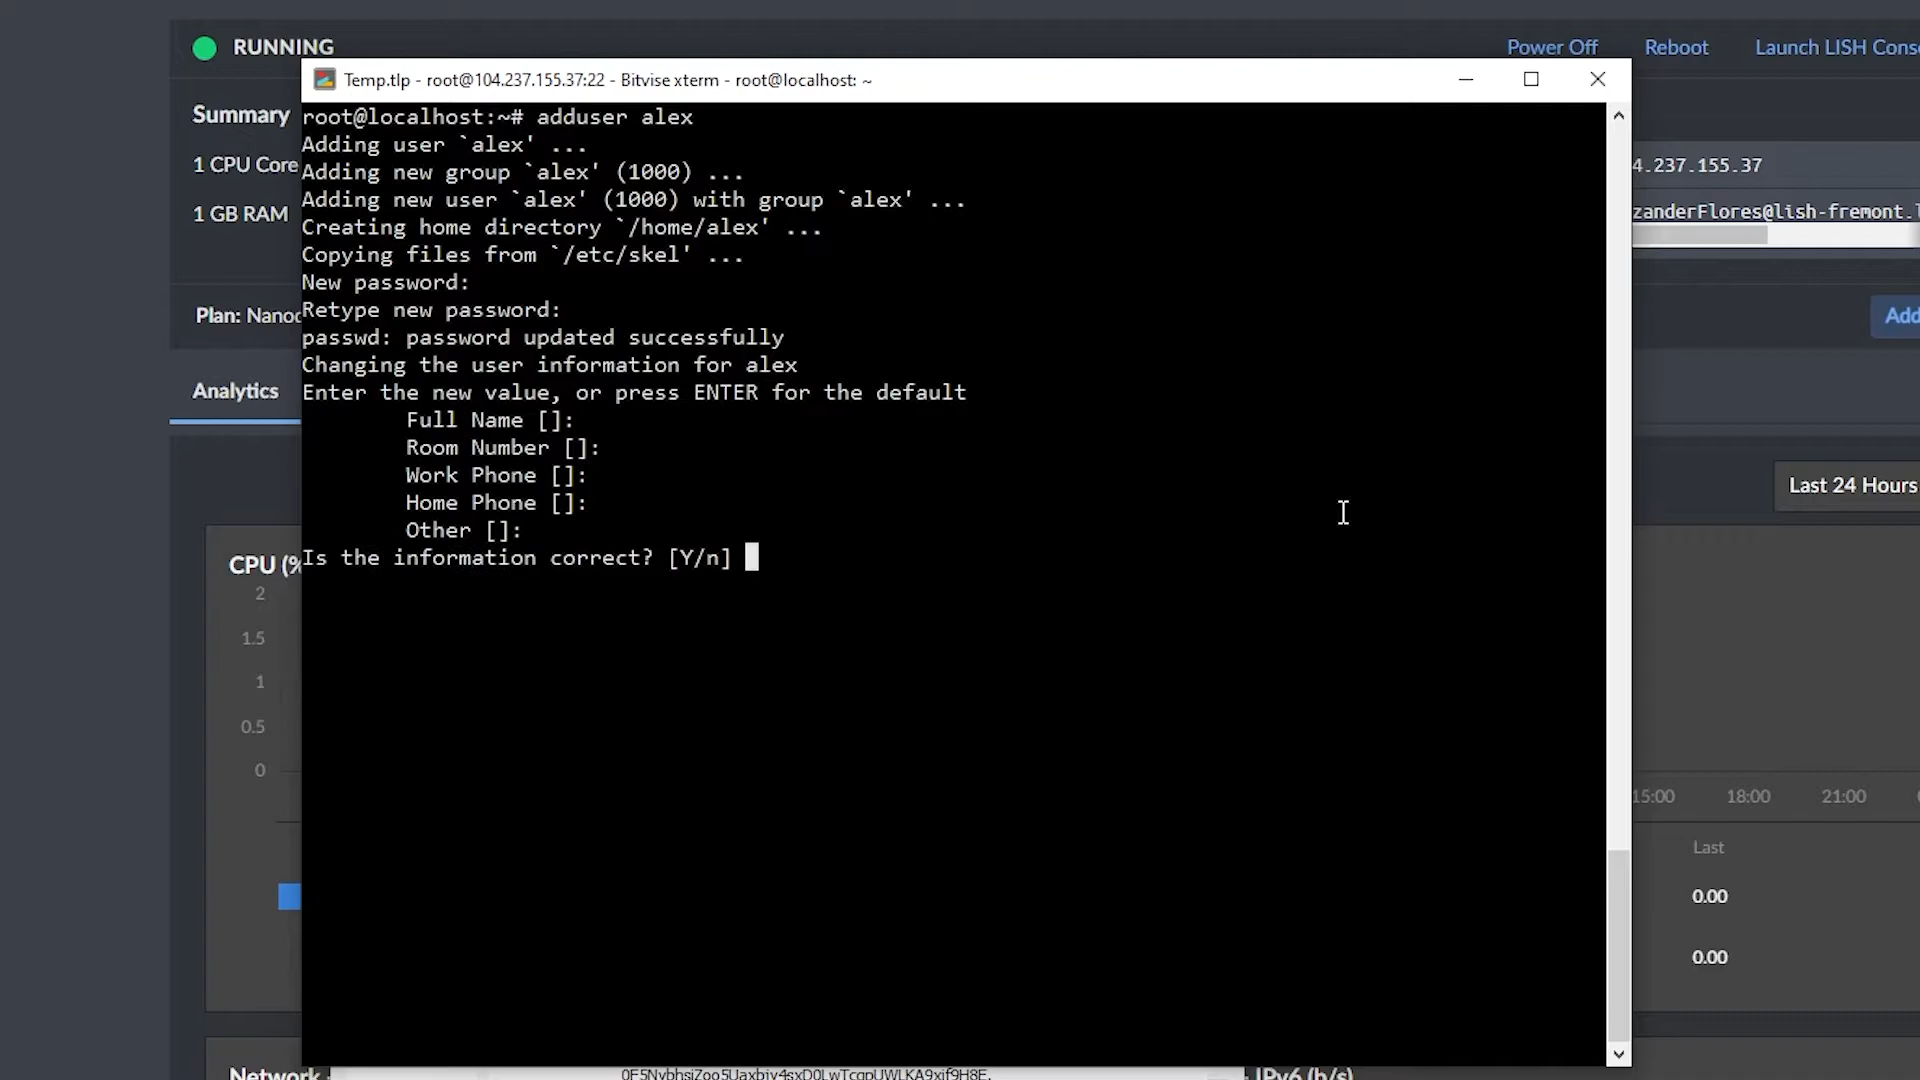 RUNNING
Power Off
Reboot
Launch LISH Conso
Temp.tlp - root@104.237.155.37:22 - Bitvise xterm - root@localhost: ~
Summary
1 CPU Core
1 GB RAM
4.237.155.37
zanderFlores@lish-fremont.l
Plan: Nanod
Add
Analytics
root@localhost:~# adduser alex
Adding user `alex' ...
Adding new group `alex' (1000) ...
Adding new user `alex' (1000) with group `alex' ...
Creating home directory `/home/alex' ...
Copying files from `/etc/skel' ...
New password:
Retype new password:
passwd: password updated successfully
Changing the user information for alex
Enter the new value, or press ENTER for the default
Full Name []:
Room Number []:
Work Phone []:
Home Phone []:
Other []:
Is the information correct? [Y/n]
Last 24 Hours
CPU (%
2
1.5
1
0.5
0
15:00
18:00
21:00
Last
0.00
0.00
Network -
IPv6 (b/s)